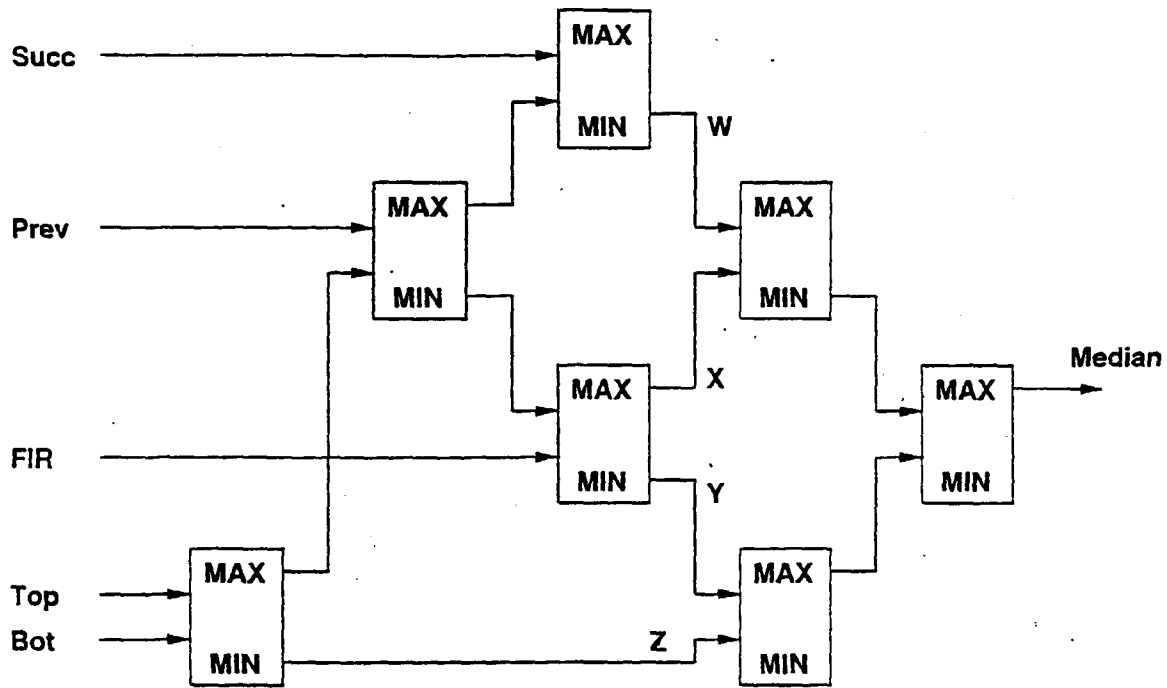 MAX
Succ
MIN
W
MAX
MAX
Prev
MIN
MIN
Median
MAX
X
MAX
FIR
MIN
Y
MIN
MAX
MAX
Top
Bot
Z
MIN
MIN